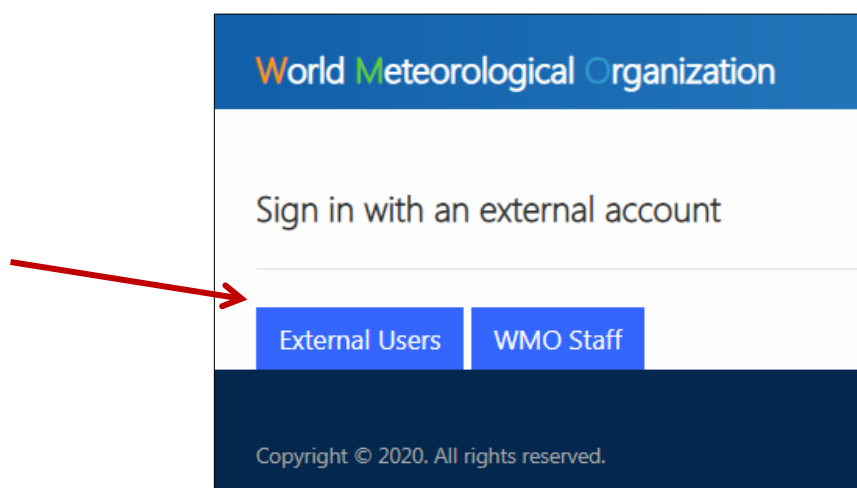 World Meteorological Organization
Sign in with an external account
External Users WMO Staff
Copyright © 2020. All rights reserved.